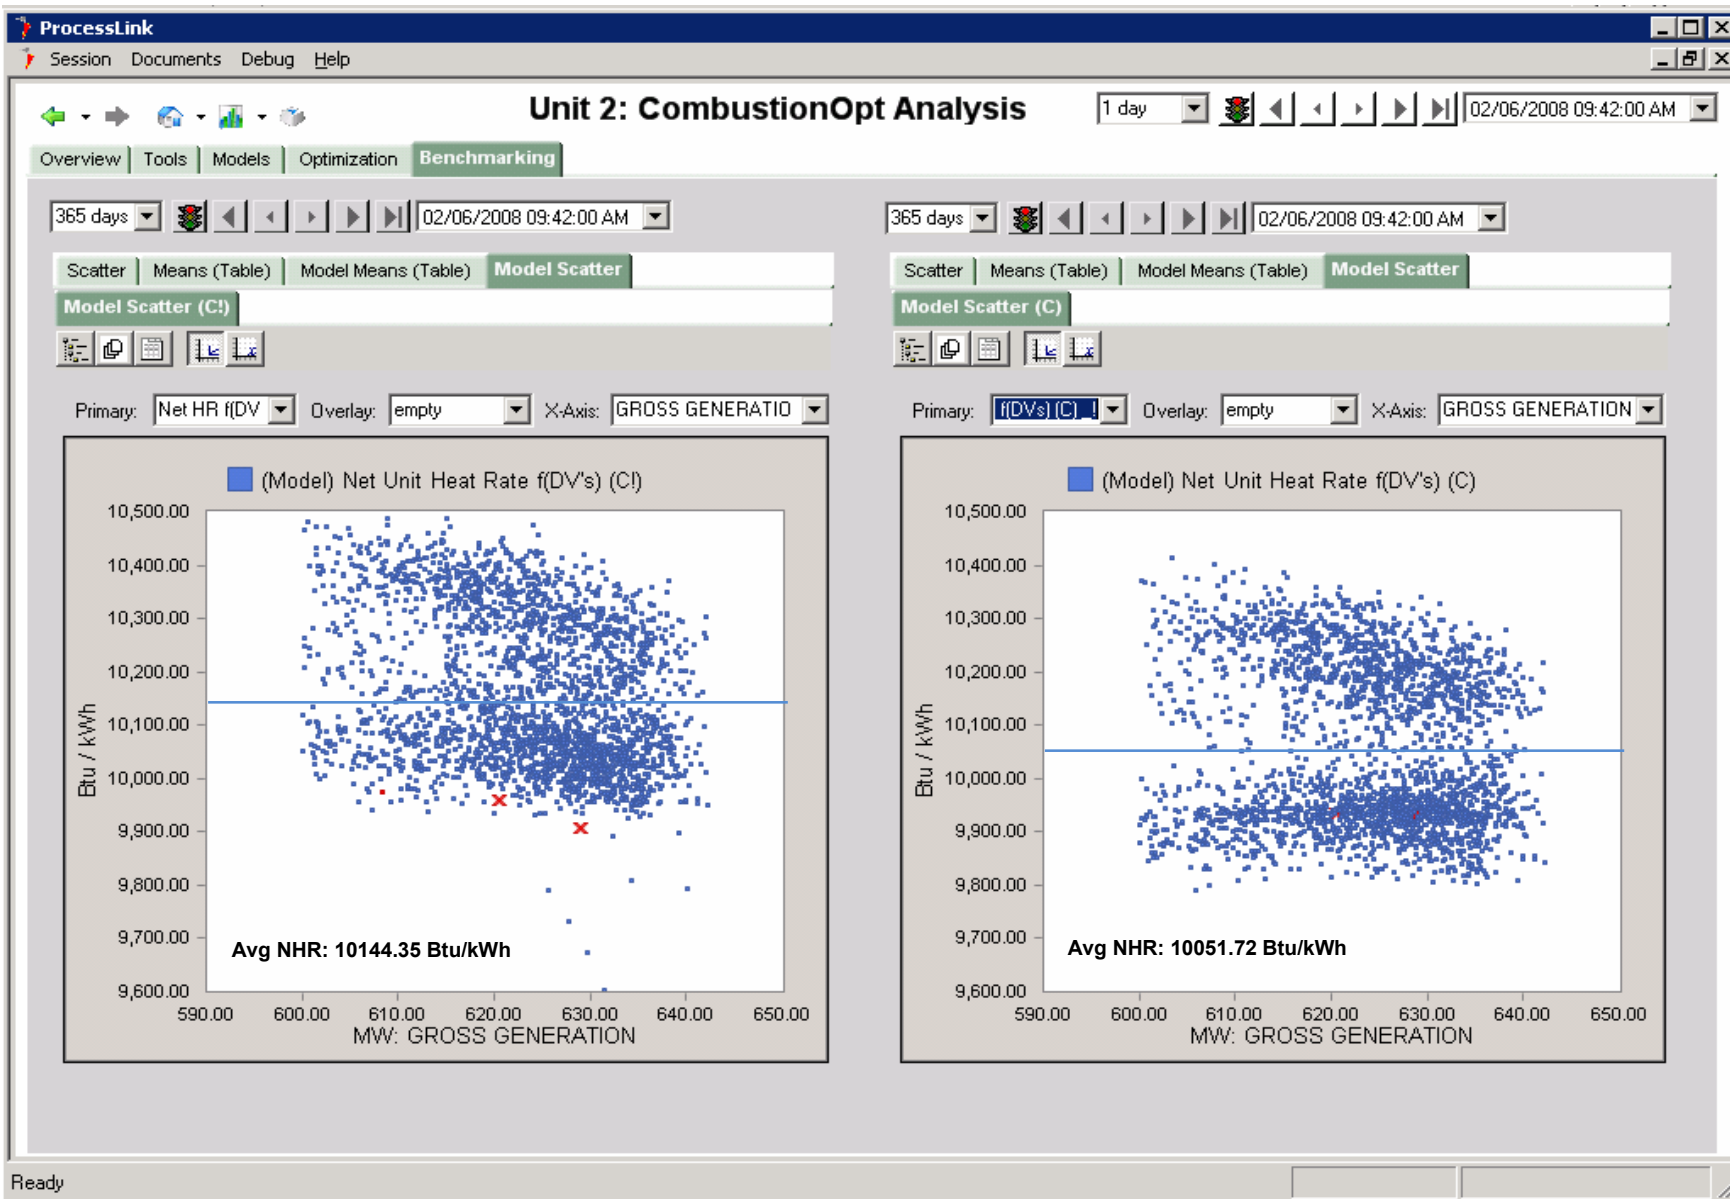 ProcessLink
Session Documents Debug Help
Unit 2: CombustionOpt Analysis
1 day
02/06/2008 09:42:00 AM
Overview Tools Models Optimization Benchmarking
365 days 02/06/2008 09:42:00 AM
Scatter Means (Table) Model Means (Table) Model Scatter
Model Scatter (C!)
Primary: Net HR f(DV Overlay: empty X-Axis: GROSS GENERATIO
(Model) Net Unit Heat Rate f(DV's) (C!)
10,500.00
10,400.00
10,300.00
10,200.00
10,100.00
10,000.00
9,900.00
9,800.00
9,700.00
9,600.00
Btu / kWh
Avg NHR: 10144.35 Btu/kWh
590.00 600.00 610.00 620.00 630.00 640.00 650.00
MW: GROSS GENERATION
365 days 02/06/2008 09:42:00 AM
Scatter Means (Table) Model Means (Table) Model Scatter
Model Scatter (C)
Primary: f(DVs) (C)_! Overlay: empty X-Axis: GROSS GENERATION
(Model) Net Unit Heat Rate f(DV's) (C)
10,500.00
10,400.00
10,300.00
10,200.00
10,100.00
10,000.00
9,900.00
9,800.00
9,700.00
9,600.00
Btu / kWh
Avg NHR: 10051.72 Btu/kWh
590.00 600.00 610.00 620.00 630.00 640.00 650.00
MW: GROSS GENERATION
Ready